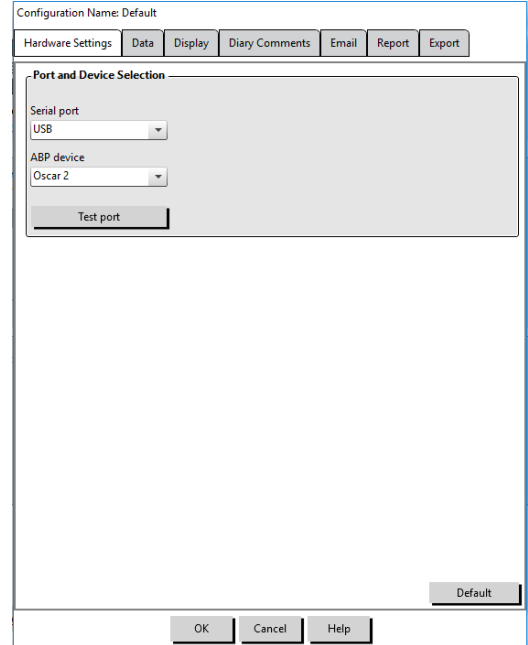 Configuration Name: Default
Hardware Settings Data Display Diary Comments Email Report Export
Port and Device Selection
Serial port
USB
ABP device
Oscar 2
Test port
Default
OK Cancel Help